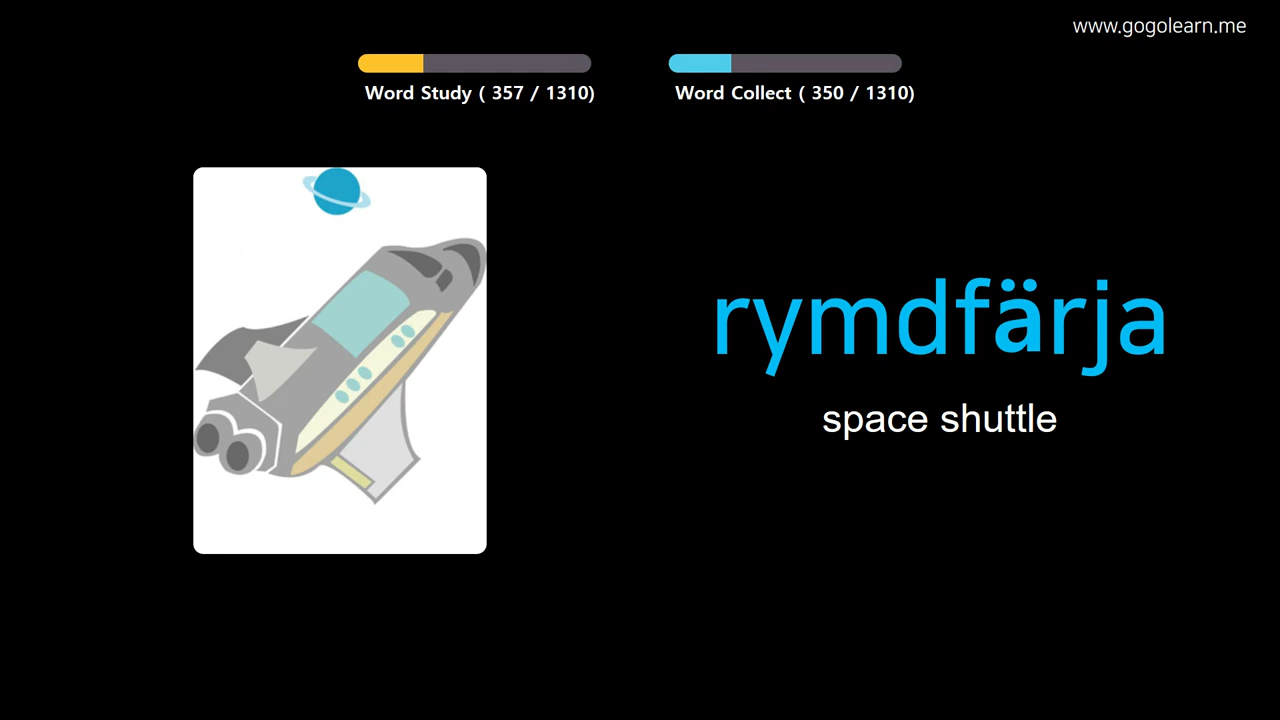 www.gogolearn.me
Word Study ( 357 / 1310)
Word Collect ( 350 / 1310)
rymdfärja
space shuttle